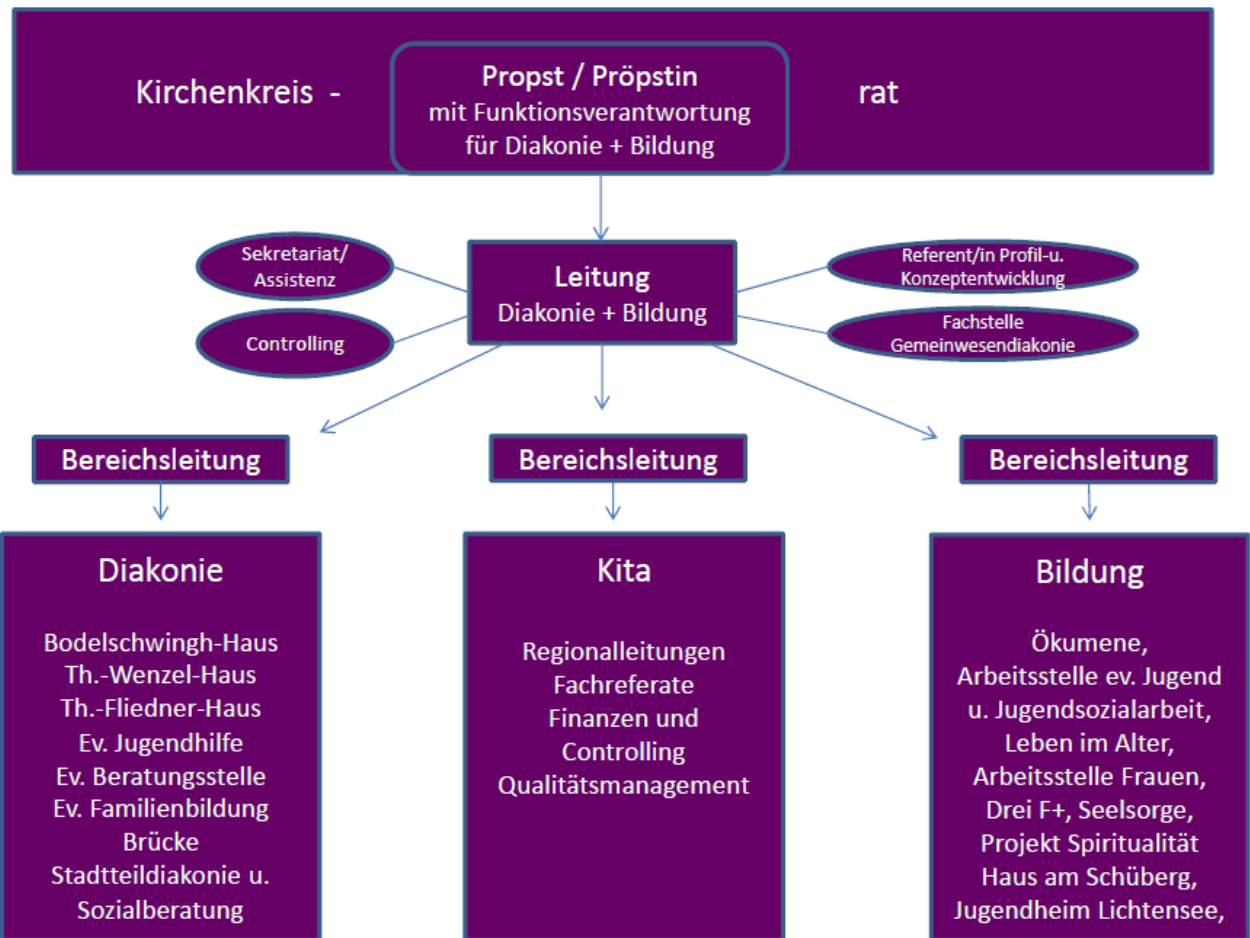 Kirchenkreis -
Propst / Pröpstin
mit Funktionsverantwortung
für Diakonie + Bildung
rat
Sekretariat/
Assistenz
Controlling
Leitung
Diakonie + Bildung
Referent/in Profil-u.
Konzeptentwicklung
Fachstelle
Gemeinwesendiakonie
Bereichsleitung
Bereichsleitung
Bereichsleitung
Diakonie
Bodelschwingh-Haus
Th.-Wenzel-Haus
Th.-Fliedner-Haus
Ev. Jugendhilfe
Ev. Beratungsstelle
Ev. Familienbildung
Brücke
Stadtteildiakonie u.
Sozialberatung
Kita
Regionalleitungen
Fachreferate
Finanzen und
Controlling
Qualitätsmanagement
Bildung
Ökumene,
Arbeitsstelle ev. Jugend
u. Jugendsozialarbeit,
Leben im Alter,
Arbeitsstelle Frauen,
Drei F+, Seelsorge,
Projekt Spiritualität
Haus am Schüberg,
Jugendheim Lichtensee,